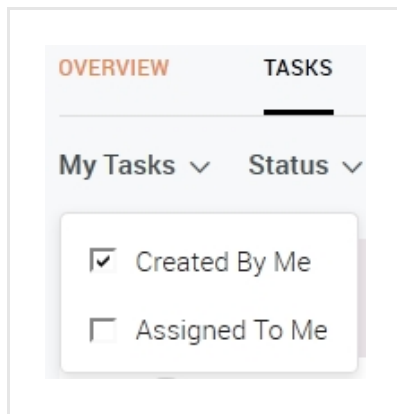 OVERVIEW TASKS
My Tasks Status
Created By Me
Assigned To Me